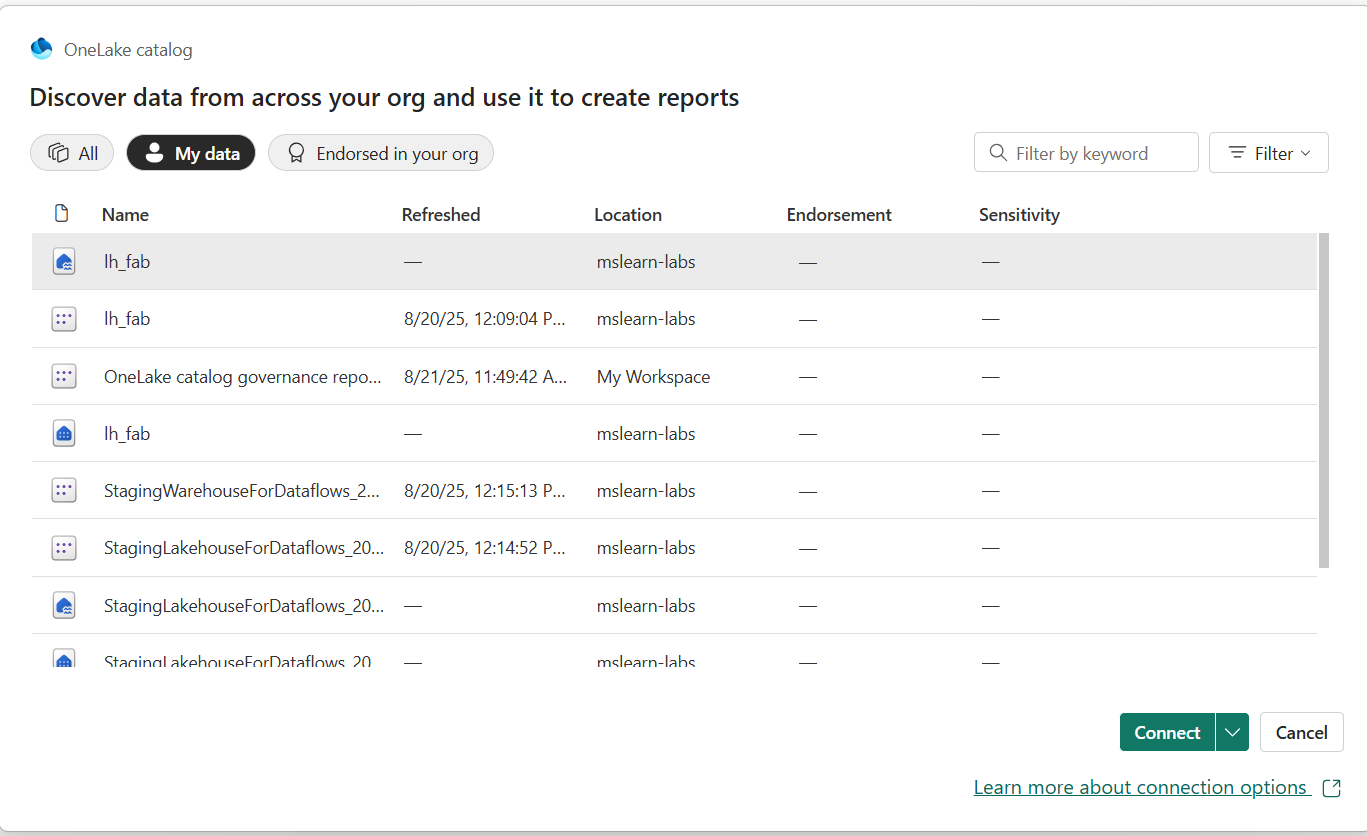 OneLake catalog
Discover data from across your org and use it to create reports
All My data Endorsed in your org Filter by keyword Filter
Name Refreshed Location Endorsement Sensitivity
lh_fab — mslearn-labs — —
lh_fab 8/20/25, 12:09:04 P... mslearn-labs — —
OneLake catalog governance repo... 8/21/25, 11:49:42 A... My Workspace — —
lh_fab — mslearn-labs — —
StagingWarehouseForDataflows_2... 8/20/25, 12:15:13 P... mslearn-labs — —
StagingLakehouseForDataflows_20... 8/20/25, 12:14:52 P... mslearn-labs — —
StagingLakehouseForDataflows_20... — mslearn-labs — —
StagingLakehouseForDataflows_20 — mslearn-labs — —
Connect Cancel
Learn more about connection options